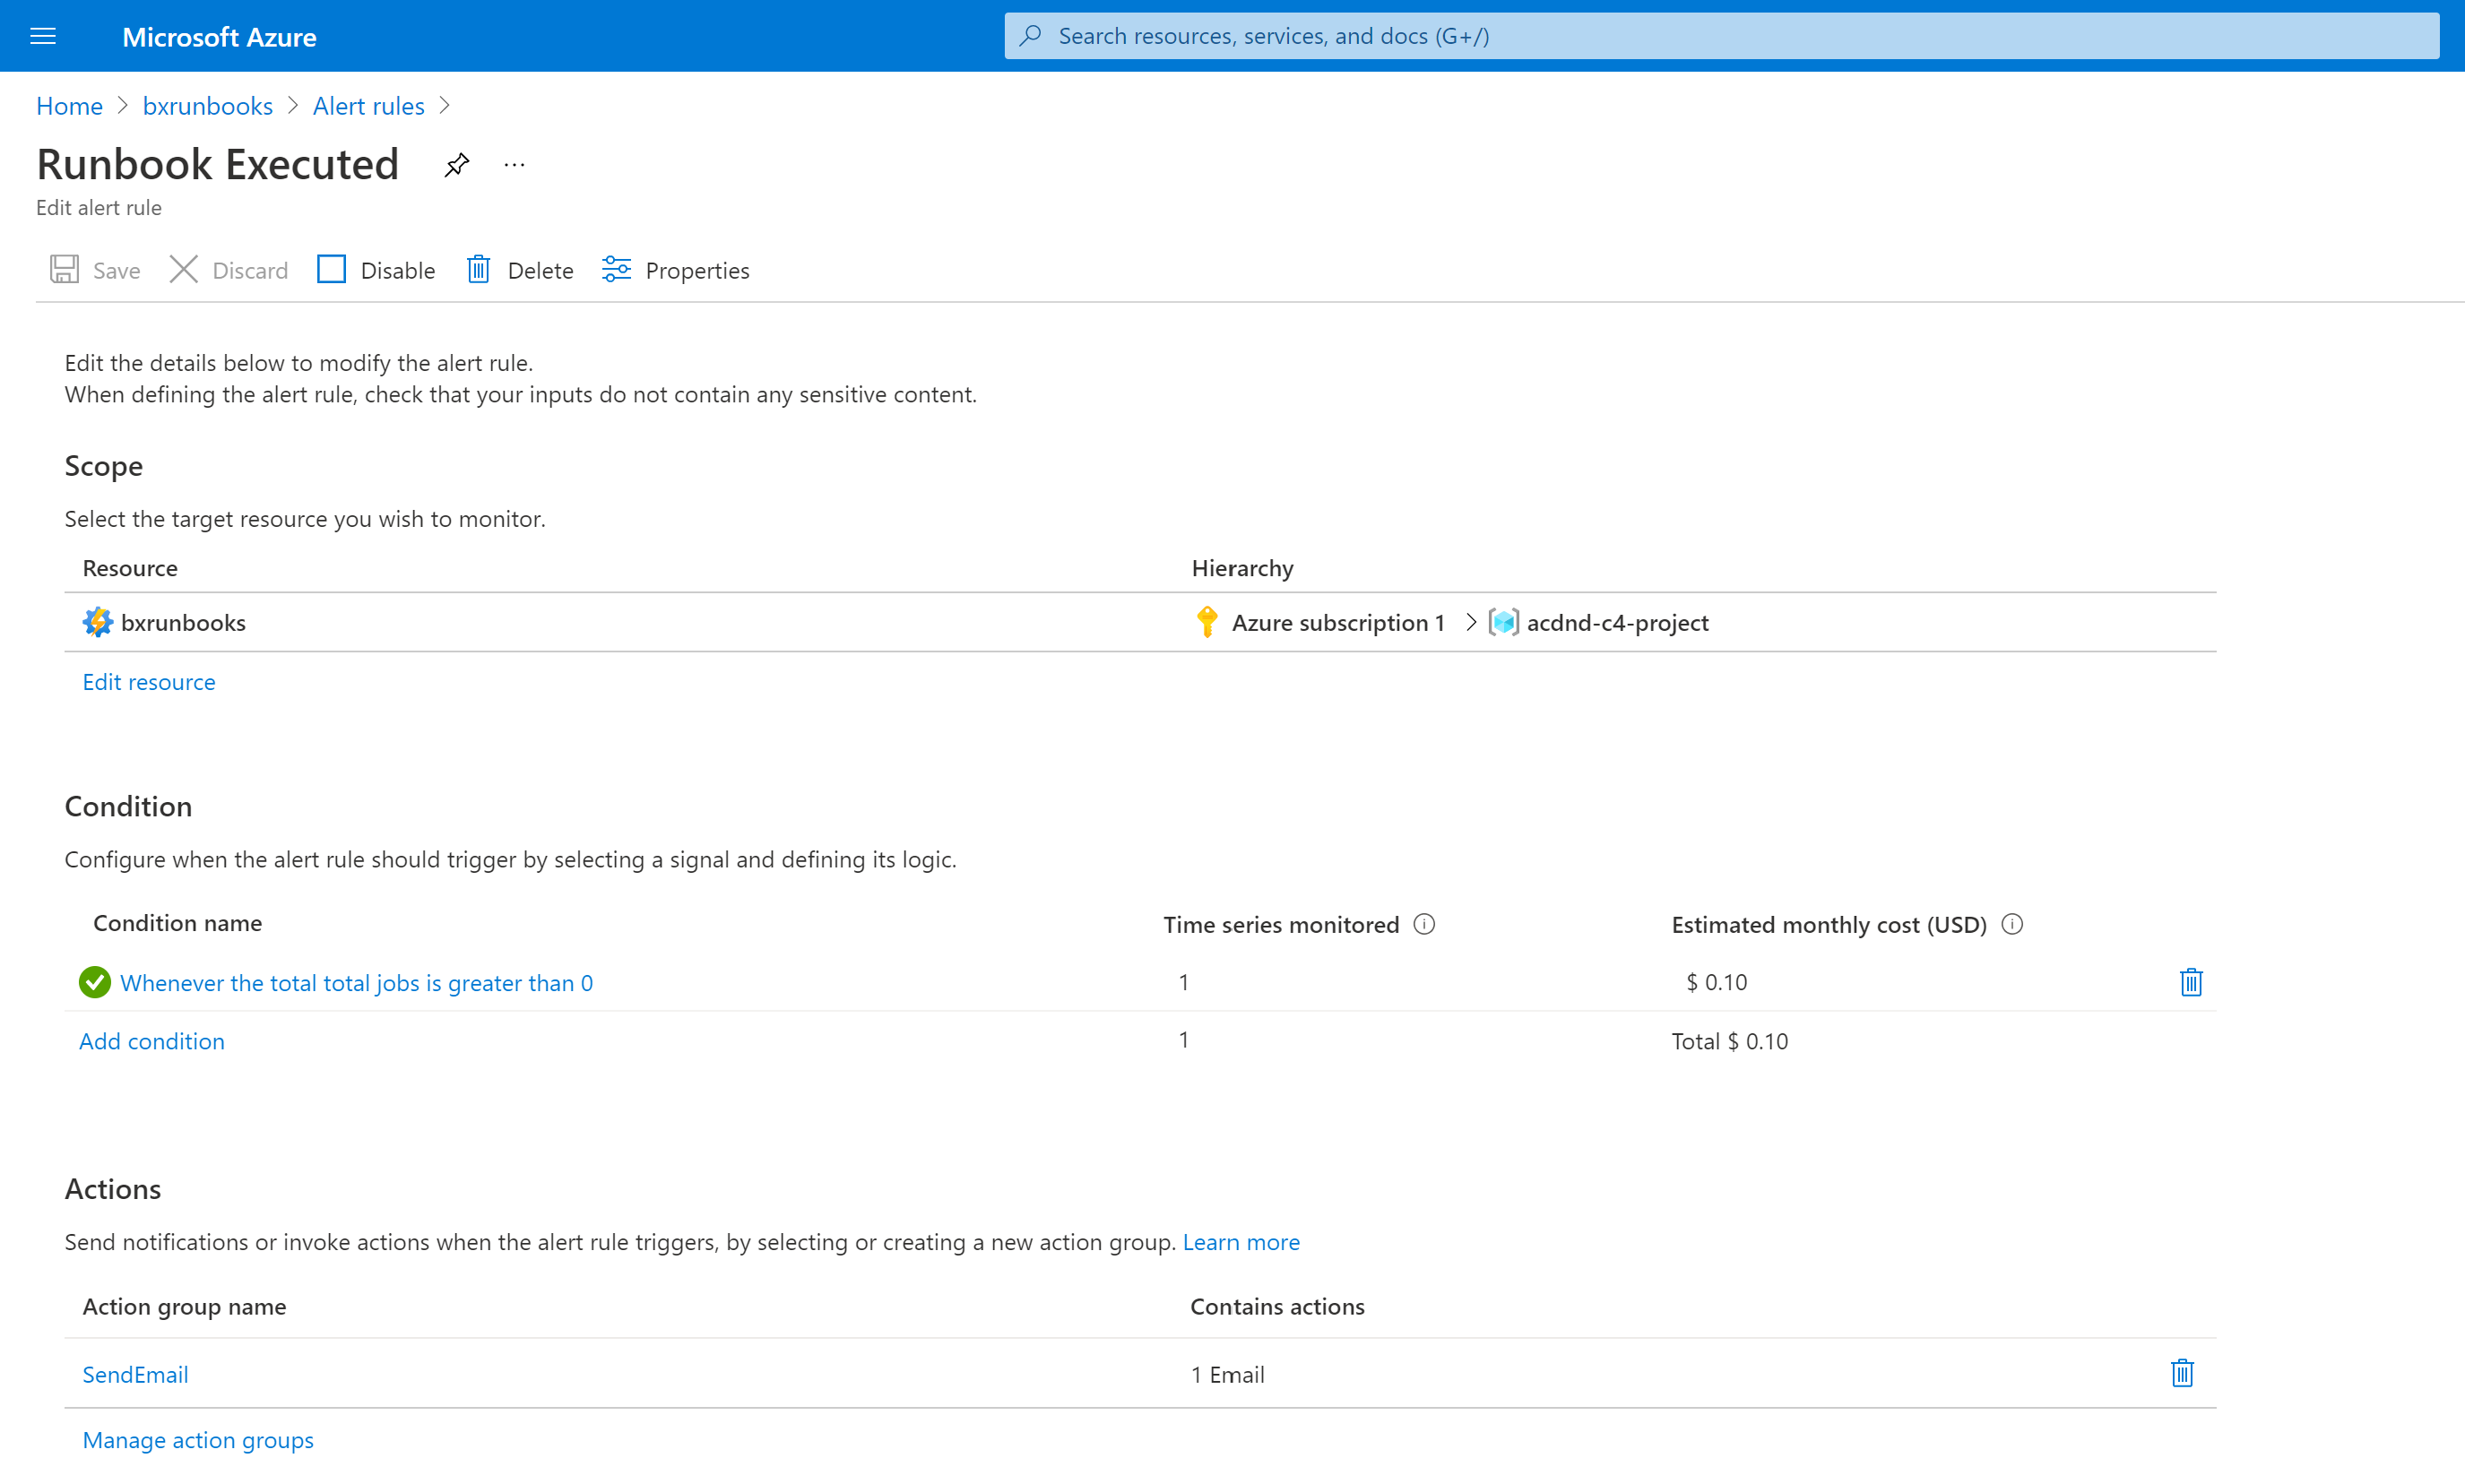 Microsoft Azure
Search resources, services, and docs (G+/)
Home > bxrunbooks > Alert rules >
Runbook Executed ...
Edit alert rule
Save Discard Disable Delete Properties
Edit the details below to modify the alert rule.
When defining the alert rule, check that your inputs do not contain any sensitive content.
Scope
Select the target resource you wish to monitor.
Resource Hierarchy
bxrunbooks Azure subscription 1 > acdnd-c4-project
Edit resource
Condition
Configure when the alert rule should trigger by selecting a signal and defining its logic.
Condition name Time series monitored Estimated monthly cost (USD)
Whenever the total total jobs is greater than 0 1 $ 0.10
Add condition 1 Total $ 0.10
Actions
Send notifications or invoke actions when the alert rule triggers, by selecting or creating a new action group. Learn more
Action group name Contains actions
SendEmail 1 Email
Manage action groups